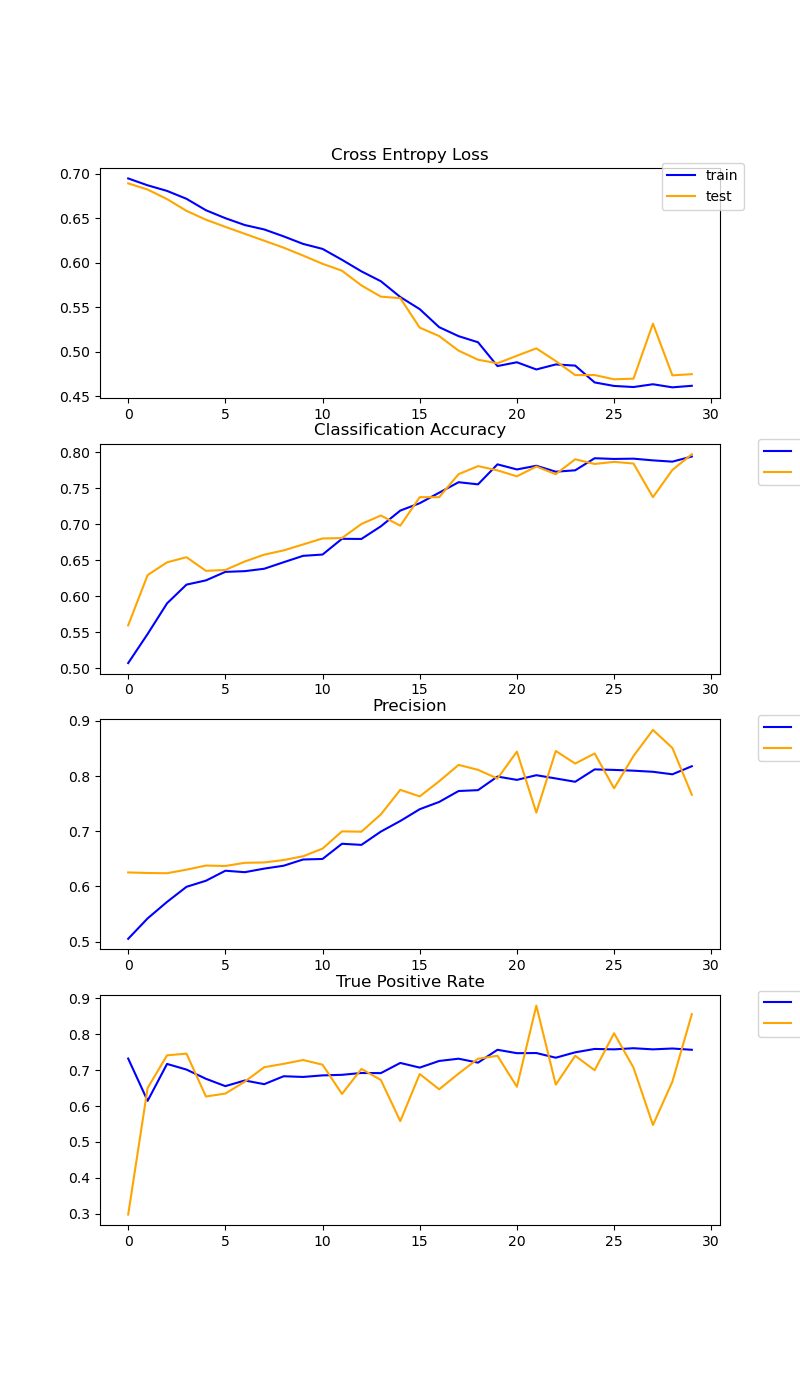 Cross Entropy Loss
train
test
0.70
0.65
0.60
0.55
0.50
0.45
0 5 10 15 20 25 30
Classification Accuracy
0.80
0.75
0.70
0.65
0.60
0.55
0.50
0 5 10 15 20 25 30
Precision
0.9
0.8
0.7
0.6
0.5
0 5 10 15 20 25 30
True Positive Rate
0.9
0.8
0.7
0.6
0.5
0.4
0.3
0 5 10 15 20 25 30